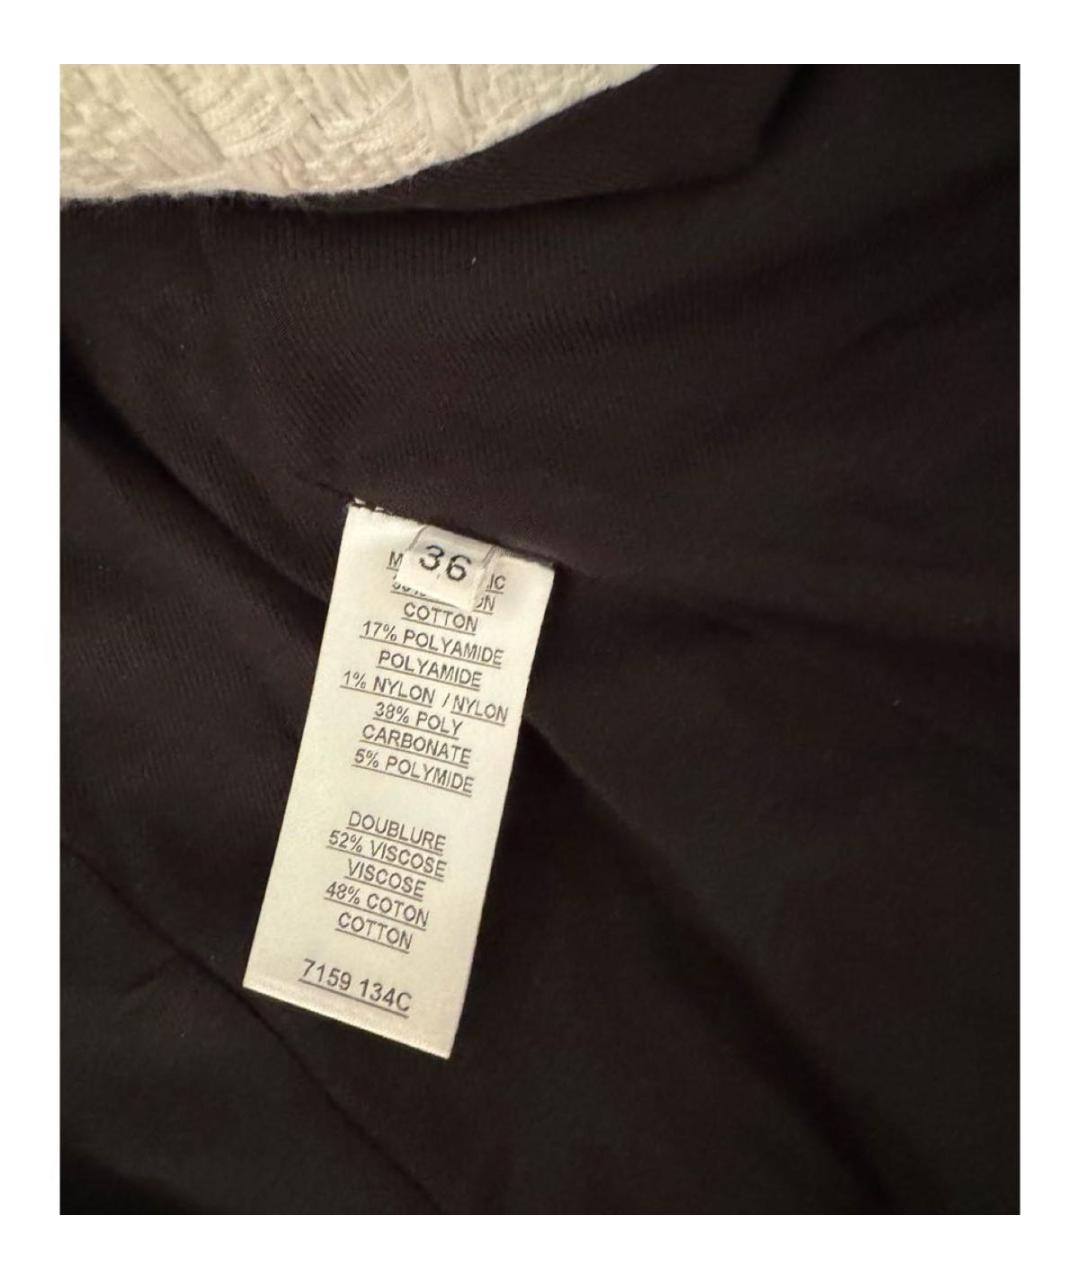 36
COTTON
17% POLYAMIDE
POLYAMIDE
1% NYLON / NYLON
38% POLY
CARBONATE
5% POLYMIDE
DOUBLURE
52% VISCOSE
VISCOSE
48% COTON
COTTON
7159 134C